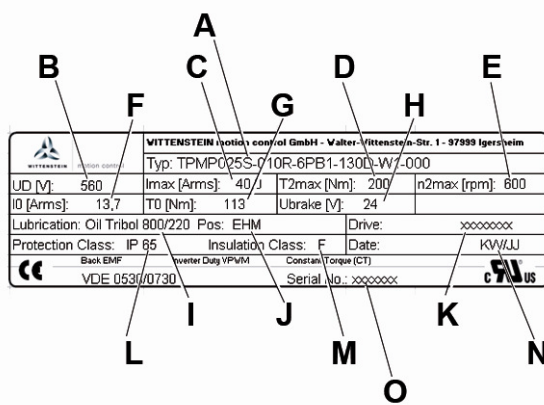 A
B
C
D
E
F
G
H
WITTENSTEIN
motion control
WITTENSTEIN motion control GmbH - Walter-Wittenstein-Str. 1 - 97999 Igersheim
Typ: TPMP025S-010R-6PB1-130D-W1-000
UD [V]: 560
Imax [Arms]: 40,0
T2max [Nm]: 200
n2max [rpm]: 600
I0 [Arms]: 13,7
T0 [Nm]: 113
Ubrake [V]: 24
Lubrication: Oil Tribol 800/220 Pos: EHM
Drive: xxxxxxxx
Protection Class: IP 65
Insulation Class: F
Date: KW/JJ
CE
Back EMF
Inverter Duty VPWM
Constant Torque (CT)
VDE 0530/0730
Serial No.: xxxxxxx
c US
I
J
K
L
M
N
O